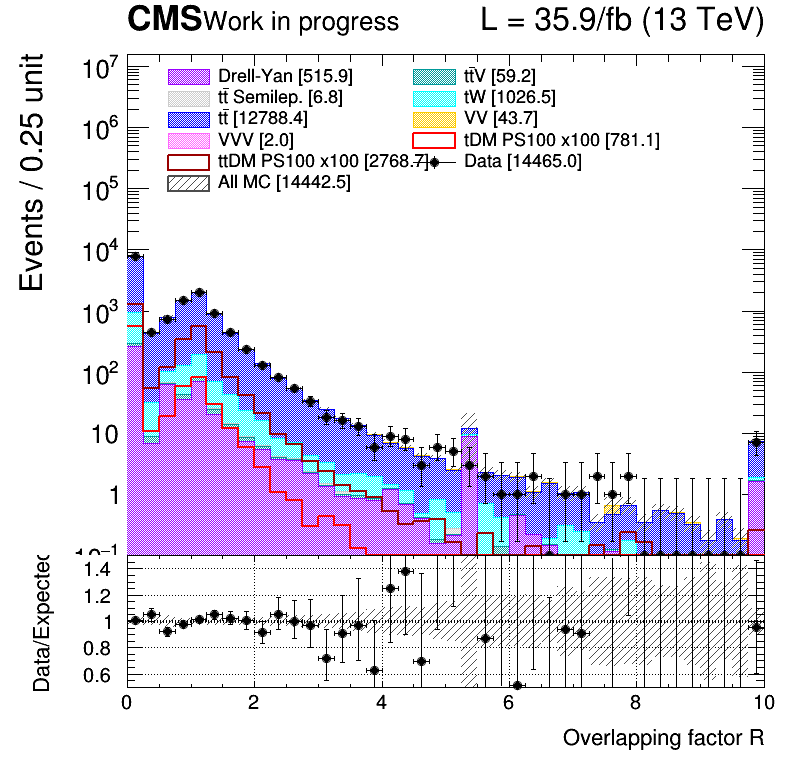 CMS Work in progress L = 35.9/fb (13 TeV)
Events / 0.25 unit
10⁷
10⁶
10⁵
10⁴
10³
10²
10
1
10⁻¹
Drell-Yan [515.9]
tt̄V [59.2]
tt̄ Semilep. [6.8]
tW [1026.5]
tt̄ [12788.4]
VV [43.7]
VVV [2.0]
tDM PS100 x100 [781.1]
ttDM PS100 x100 [2768.7]
Data [14465.0]
All MC [14442.5]
Data/Expected
1.4
1.2
1
0.8
0.6
0 2 4 6 8 10
Overlapping factor R